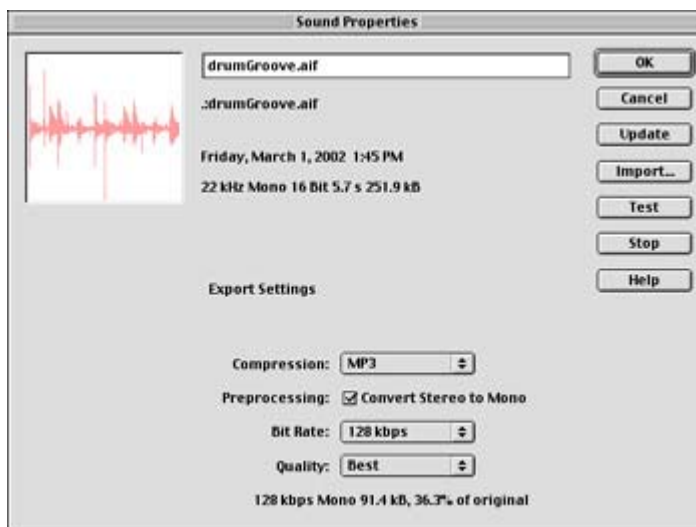 Sound Properties
drumGroove.aif
.:drumGroove.aif
Friday, March 1, 2002 1:45 PM
22 kHz Mono 16 Bit 5.7 s 251.9 kB
OK
Cancel
Update
Import...
Test
Stop
Help
Export Settings
Compression: MP3
Preprocessing: Convert Stereo to Mono
Bit Rate: 128 kbps
Quality: Best
128 kbps Mono 91.4 kB, 36.3% of original